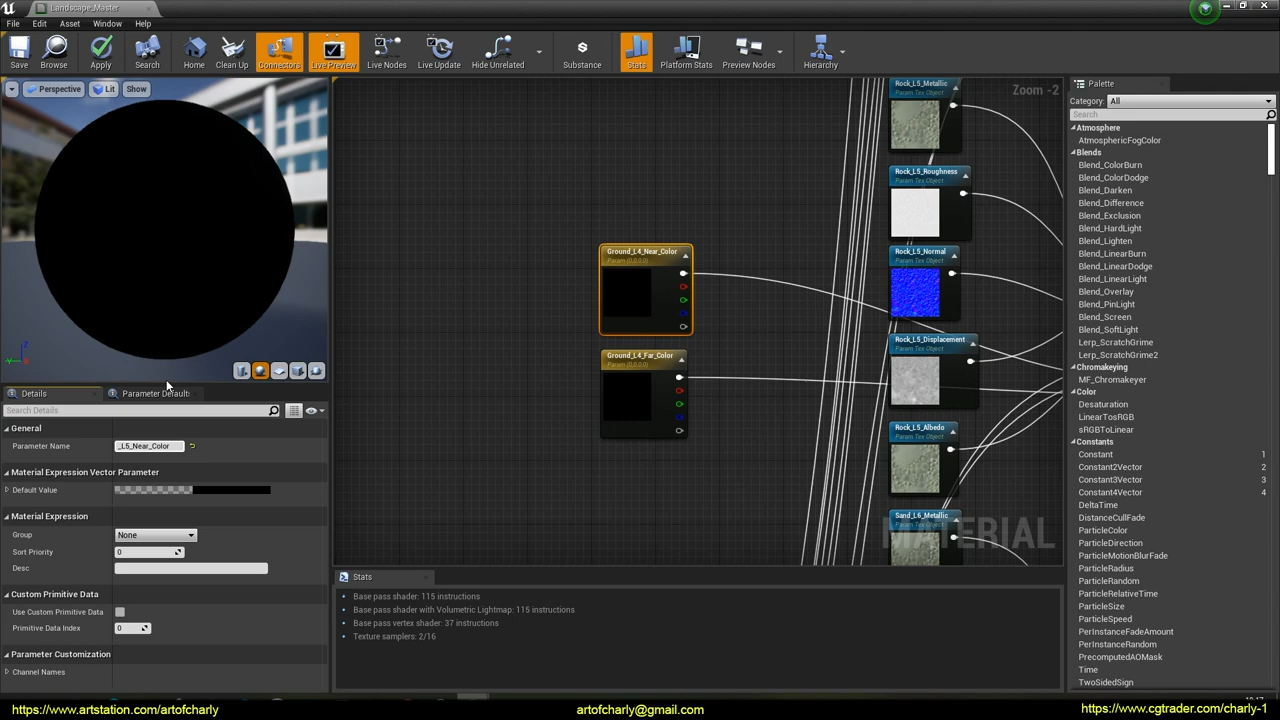 Landscape_Master
File Edit Asset Window Help
Save Browse Apply Search Home Clean Up Connectors Live Preview Live Nodes Live Update Hide Unrelated Substance Stats Platform Stats Preview Nodes Hierarchy
Perspective Lit Show
Details Parameter Default
Search Details
General
Parameter Name _L5_Near_Color
Material Expression Vector Parameter
Default Value
Material Expression
Group None
Sort Priority 0
Desc
Custom Primitive Data
Use Custom Primitive Data
Primitive Data Index 0
Parameter Customization
Channel Names
Zoom -2
Ground_L4_Near_Color
Param (0,0,0,0)
Ground_L4_Far_Color
Param (0,0,0,0)
Rock_L5_Metallic
Param Tex Object
Rock_L5_Roughness
Param Tex Object
Rock_L5_Normal
Param Tex Object
Rock_L5_Displacement
Param Tex Object
Rock_L5_Albedo
Param Tex Object
Sand_L6_Metallic
Param Tex Object
MATERIAL
Stats
Base pass shader: 115 instructions
Base pass shader with Volumetric Lightmap: 115 instructions
Base pass vertex shader: 37 instructions
Texture samplers: 2/16
Palette
Category: All
Search
Atmosphere
AtmosphericFogColor
Blends
Blend_ColorBurn
Blend_ColorDodge
Blend_Darken
Blend_Difference
Blend_Exclusion
Blend_HardLight
Blend_Lighten
Blend_LinearBurn
Blend_LinearDodge
Blend_LinearLight
Blend_Overlay
Blend_PinLight
Blend_Screen
Blend_SoftLight
Lerp_ScratchGrime
Lerp_ScratchGrime2
Chromakeying
MF_Chromakeyer
Color
Desaturation
LinearTosRGB
sRGBToLinear
Constants
Constant 1
Constant2Vector 2
Constant3Vector 3
Constant4Vector 4
DeltaTime
DistanceCullFade
ParticleColor
ParticleDirection
ParticleMotionBlurFade
ParticleRadius
ParticleRandom
ParticleRelativeTime
ParticleSize
ParticleSpeed
PerInstanceFadeAmount
PerInstanceRandom
PrecomputedAOMask
Time
TwoSidedSign
https://www.artstation.com/artofcharly artofcharly@gmail.com https://www.cgtrader.com/charly-1